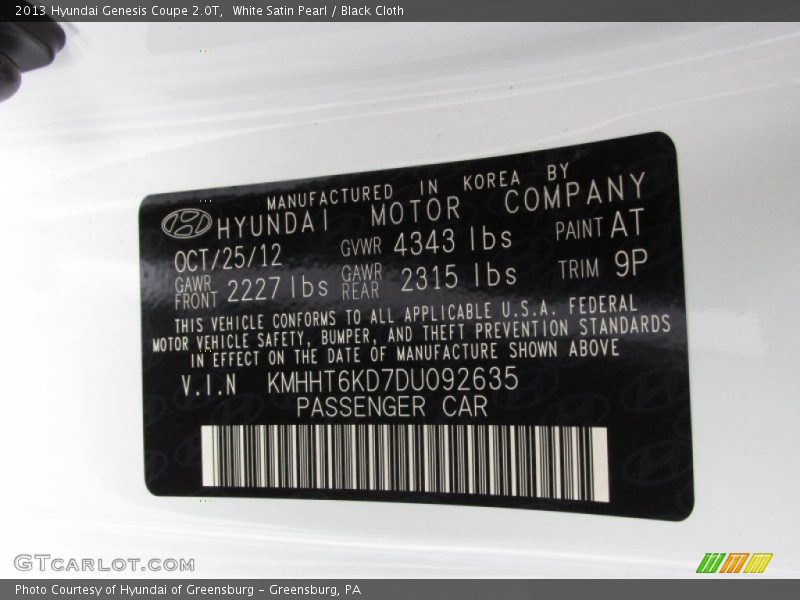 2013 Hyundai Genesis Coupe 2.0T,  White Satin Pearl / Black Cloth
MANUFACTURED IN KOREA BY
HYUNDAI MOTOR COMPANY
OCT/25/12 GVWR 4343 lbs PAINT AT
GAWR FRONT 2227 lbs GAWR REAR 2315 lbs TRIM 9P
THIS VEHICLE CONFORMS TO ALL APPLICABLE U.S.A. FEDERAL
MOTOR VEHICLE SAFETY, BUMPER, AND THEFT PREVENTION STANDARDS
IN EFFECT ON THE DATE OF MANUFACTURE SHOWN ABOVE
V.I.N KMHHT6KD7DU092635
PASSENGER CAR
GTCARLOT.COM
Photo Courtesy of Hyundai of Greensburg - Greensburg, PA